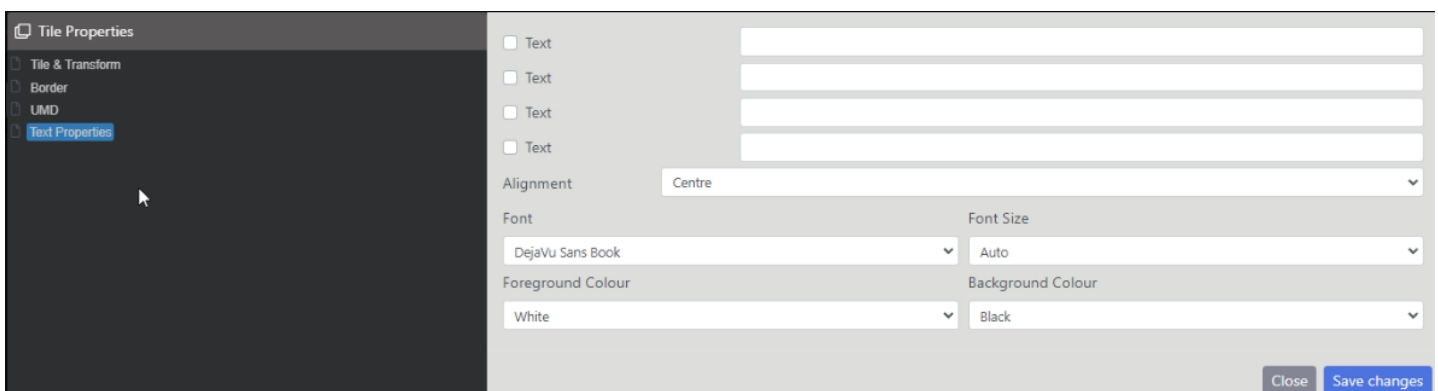 Tile Properties
Tile & Transform
Border
UMD
Text Properties
Text
Text
Text
Text
Alignment Centre
Font Font Size
DejaVu Sans Book Auto
Foreground Colour Background Colour
White Black
Close Save changes